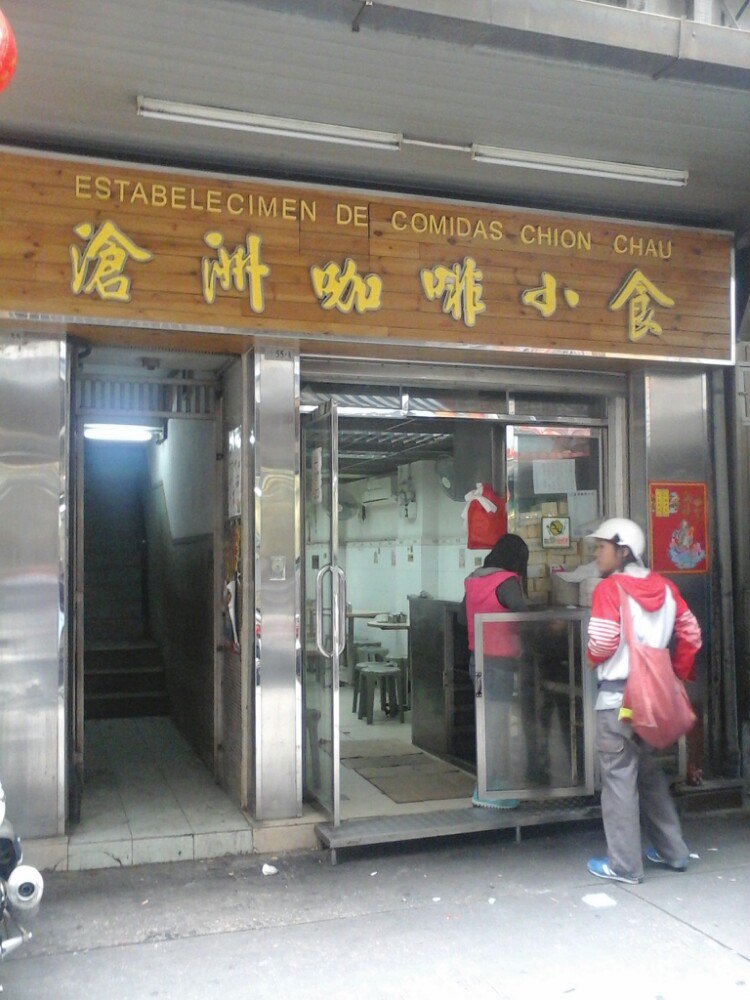 ESTABELECIMEN DE COMIDAS CHION CHAU
滄洲咖啡小食